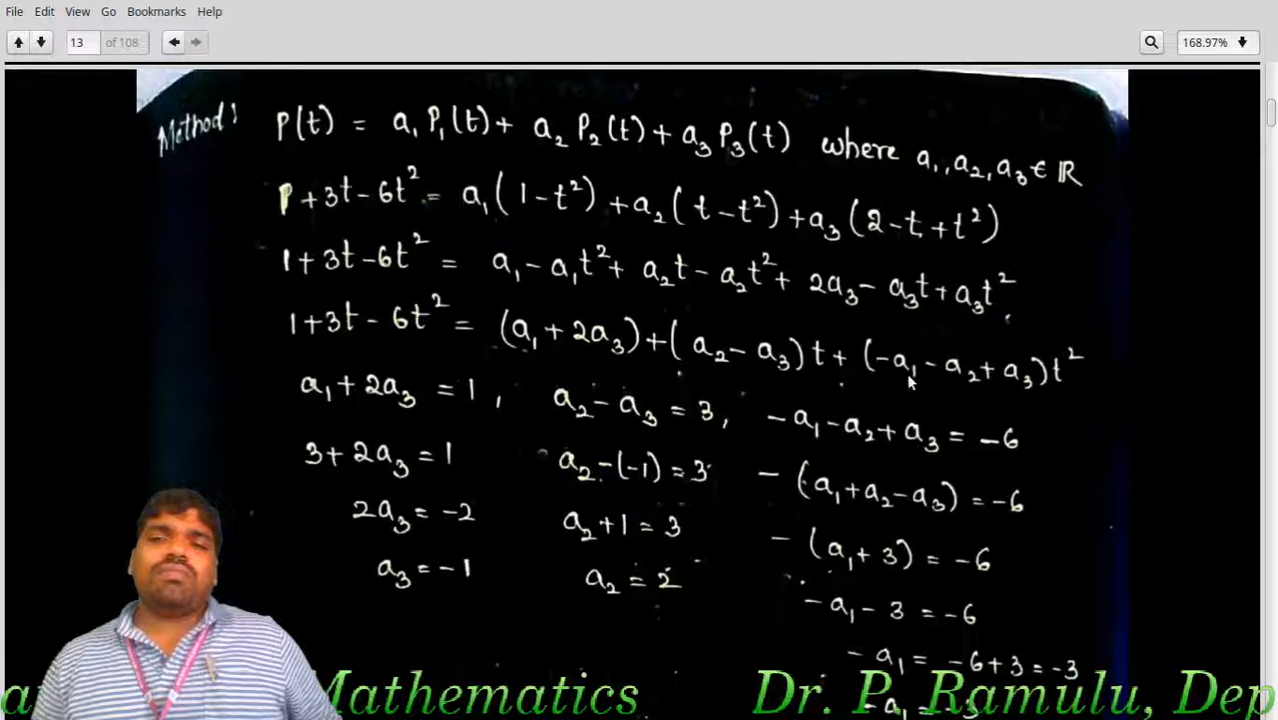 File Edit View Go Bookmarks Help
13 of 108 168.97%
Method: P(t) = a₁ P₁(t) + a₂ P₂(t) + a₃ P₃(t) where a₁, a₂, a₃ ∈ ℝ
1 + 3t - 6t² = a₁(1 - t²) + a₂(t - t²) + a₃(2 - t + t²)
1 + 3t - 6t² = a₁ - a₁t² + a₂t - a₂t² + 2a₃ - a₃t + a₃t²
1 + 3t - 6t² = (a₁ + 2a₃) + (a₂ - a₃)t + (-a₁ - a₂ + a₃)t²
a₁ + 2a₃ = 1, a₂ - a₃ = 3, -a₁ - a₂ + a₃ = -6
3 + 2a₃ = 1 a₂ - (-1) = 3 - (a₁ + a₂ - a₃) = -6
2a₃ = -2 a₂ + 1 = 3 - (a₁ + 3) = -6
a₃ = -1 a₂ = 2 -a₁ - 3 = -6
-a₁ = -6 + 3 = -3
-a₁ = -3
Mathematics Dr. P. Ramulu, Dep